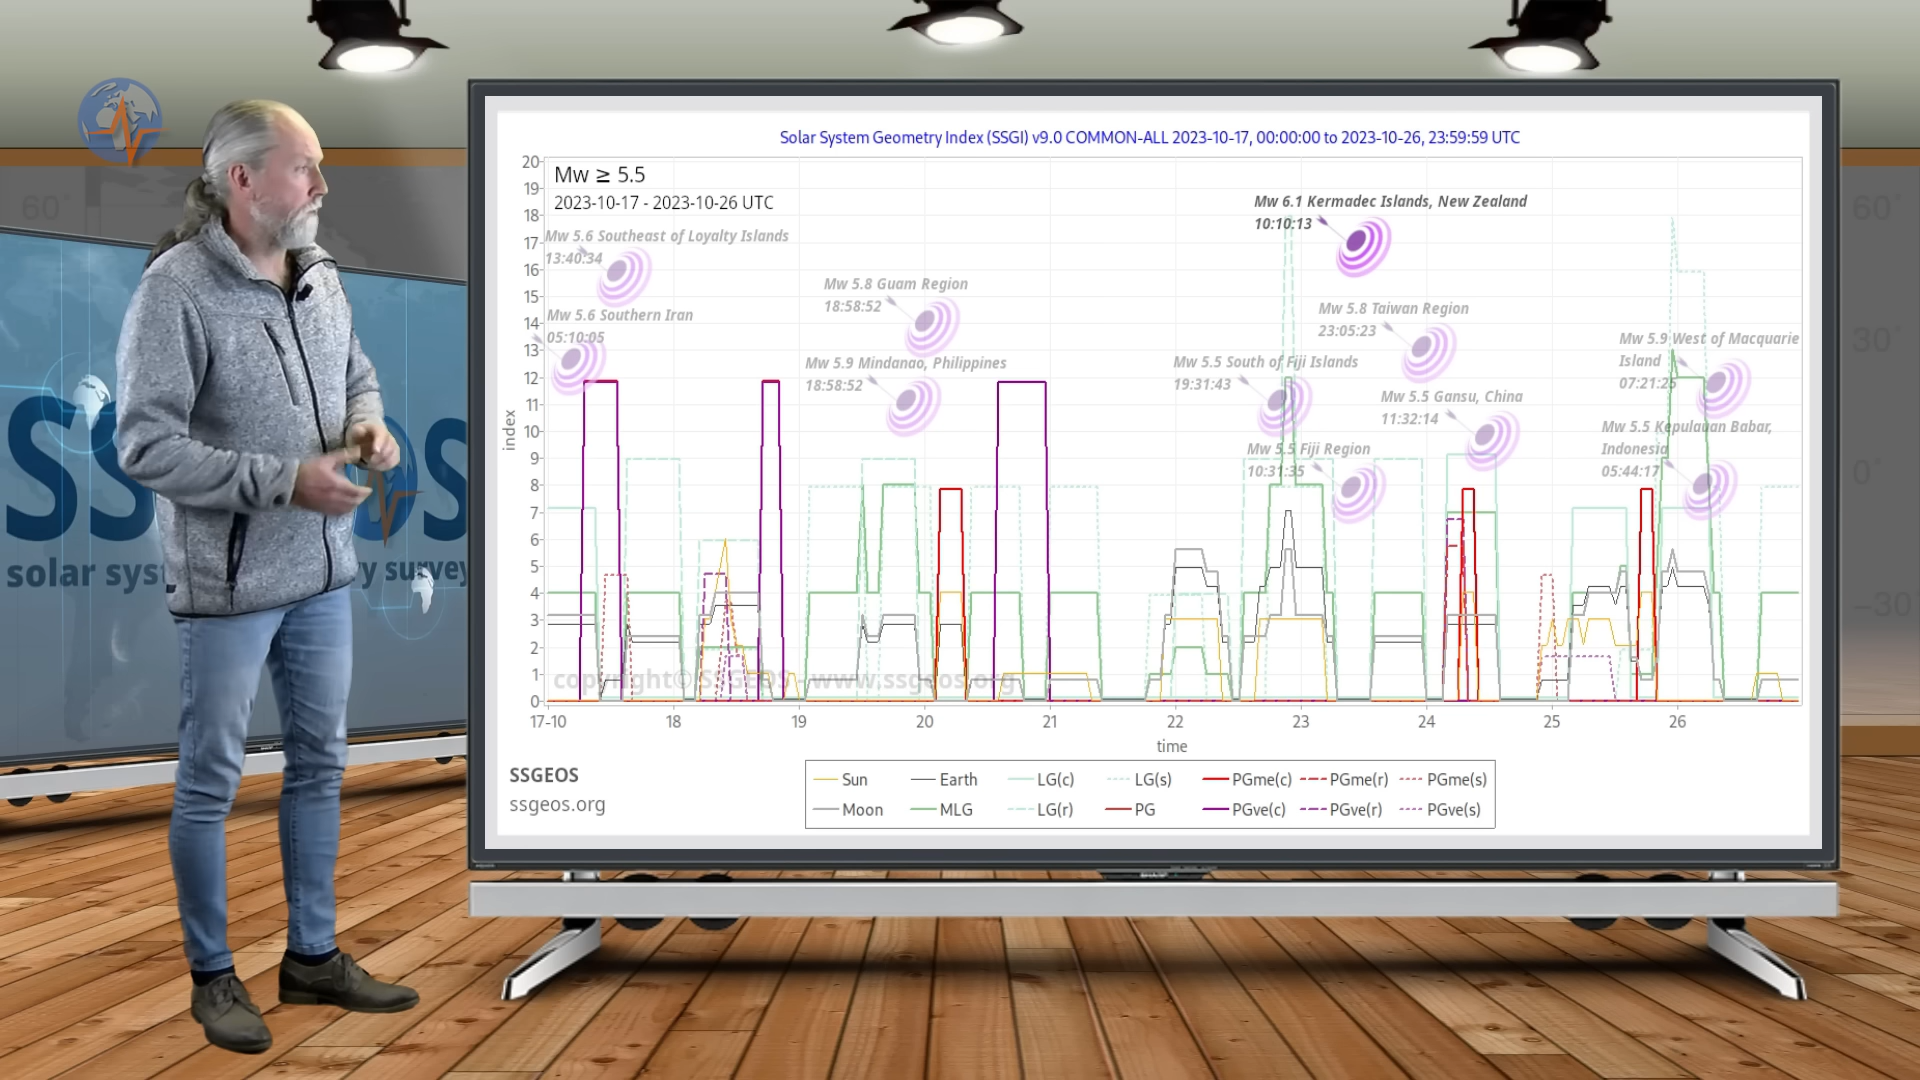 Solar System Geometry Index (SSGI) v9.0 COMMON-ALL 2023-10-17, 00:00:00 to 2023-10-26, 23:59:59 UTC
Mw ≥ 5.5
2023-10-17 - 2023-10-26 UTC
Mw 5.6 Southeast of Loyalty Islands
13:40:34
Mw 5.6 Southern Iran
05:10:05
Mw 5.8 Guam Region
18:58:52
Mw 5.9 Mindanao, Philippines
18:58:52
Mw 6.1 Kermadec Islands, New Zealand
10:10:13
Mw 5.8 Taiwan Region
23:05:23
Mw 5.5 South of Fiji Islands
19:31:43
Mw 5.5 Gansu, China
11:32:14
Mw 5.5 Fiji Region
10:31:35
Mw 5.9 West of Macquarie
Island
07:21:25
Mw 5.5 Kepulauan Babar,
Indonesia
05:44:17
20
19
18
17
16
15
14
13
12
11
10
9
8
7
6
5
4
3
2
1
0
index
copyright© SSGEOS - www.ssgeos.org
17-10 18 19 20 21 22 23 24 25 26
time
SSGEOS
ssgeos.org
Sun Earth LG(c) LG(s) PGme(c) PGme(r) PGme(s)
Moon MLG LG(r) PG PGve(c) PGve(r) PGve(s)
60°
60°
30°
0°
-30°
solar sys
y survey